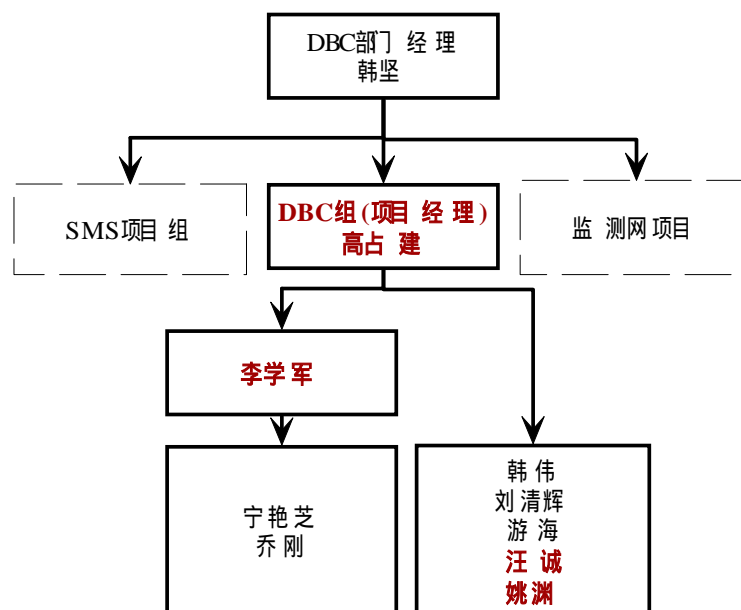 DBC部门 经理
韩坚
SMS项目 组
DBC组(项目 经理)
高占 建
监 测网项目
李学军
宁艳芝
乔刚
韩伟
刘清辉
游海
汪 诚
姚渊